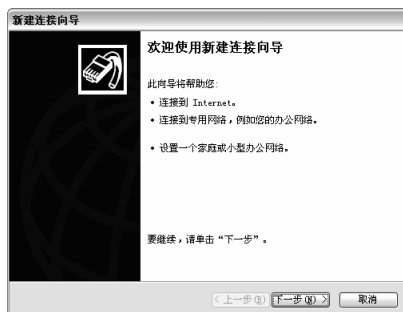 新建连接向导
欢迎使用新建连接向导
此向导将帮助您:
• 连接到 Internet。
• 连接到专用网络，例如您的办公网络。
• 设置一个家庭或小型办公网络。
要继续，请单击“下一步”。
< 上一步(B) 下一步(N) > 取消